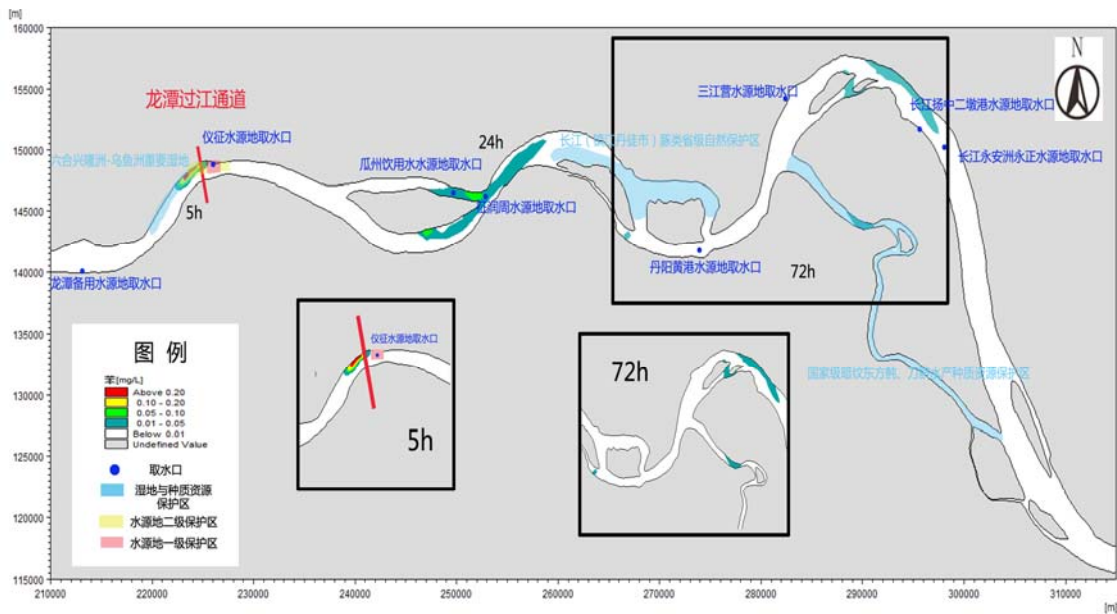 [m]
160000
155000
150000
145000
140000
135000
130000
125000
120000
115000
210000
220000
230000
240000
250000
260000
270000
280000
290000
300000
310000
[m]
N
龙潭过江通道
仪征水源地取水口
六合兴隆洲-乌鱼洲重要湿地
5h
龙潭备用水源地取水口
瓜州饮用水水源地取水口
24h
征润周水源地取水口
长江（镇江丹徒市）豚类省级自然保护区
三江营水源地取水口
长江扬中二墩港水源地取水口
长江永安洲永正水源地取水口
丹阳黄港水源地取水口
72h
国家级暗纹东方鲀、刀鲚水产种质资源保护区
仪征水源地取水口
5h
72h
图 例
苯[mg/L]
Above 0.20
0.10 - 0.20
0.05 - 0.10
0.01 - 0.05
Below 0.01
Undefined Value
取水口
湿地与种质资源
保护区
水源地二级保护区
水源地一级保护区